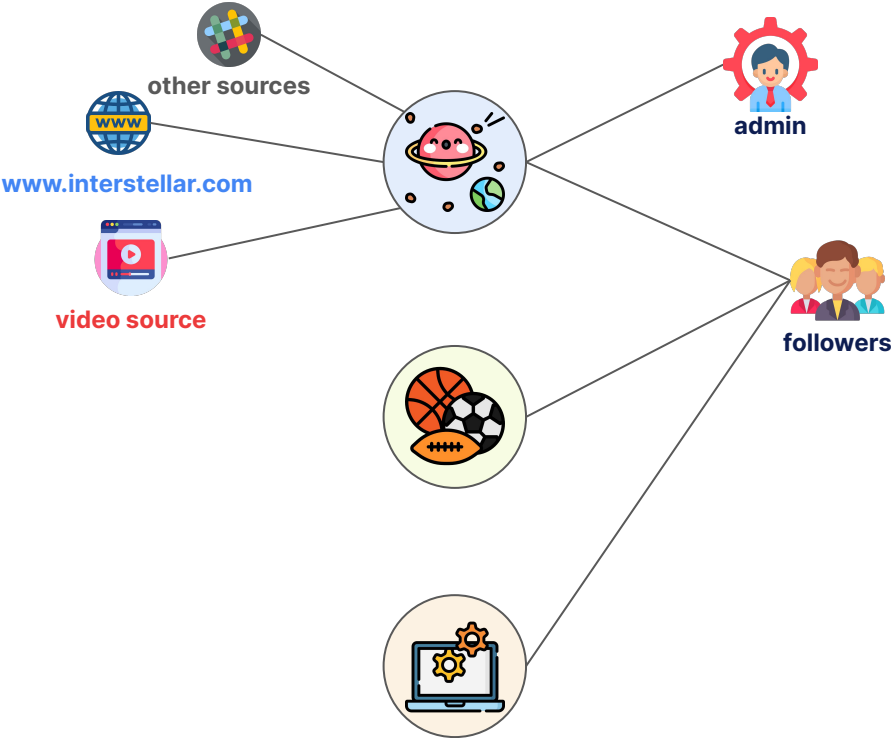 other sources
www
www.interstellar.com
video source
admin
followers